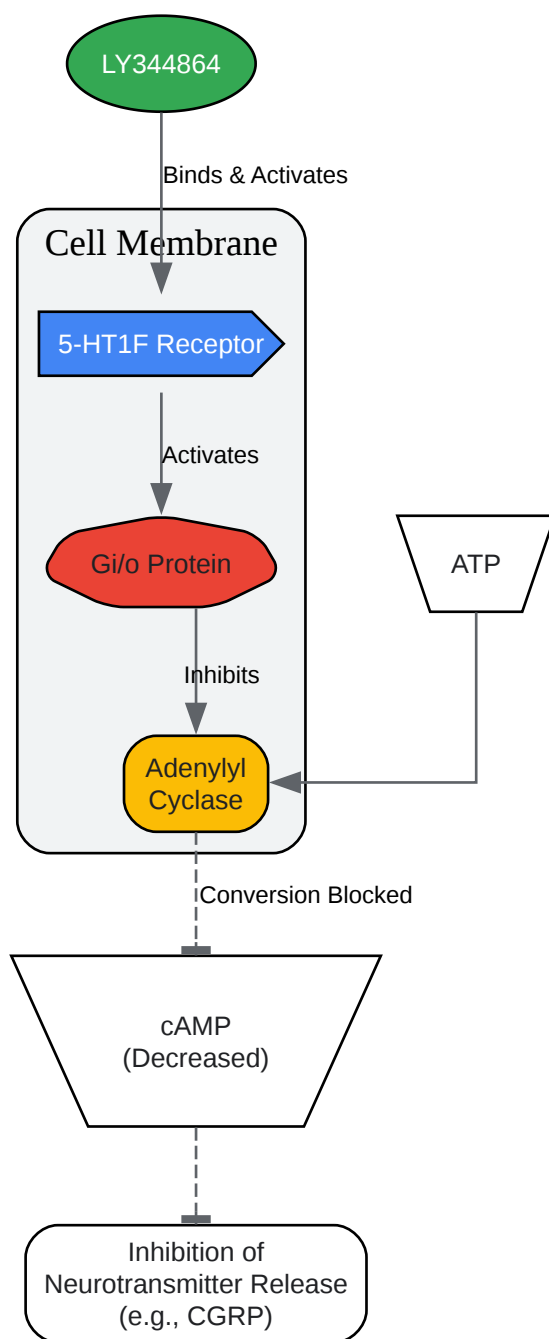 LY344864
Binds & Activates
Cell Membrane
5-HT1F Receptor
Activates
Gi/o Protein
ATP
Inhibits
Adenylyl
Cyclase
Conversion Blocked
cAMP
(Decreased)
Inhibition of
Neurotransmitter Release
(e.g., CGRP)